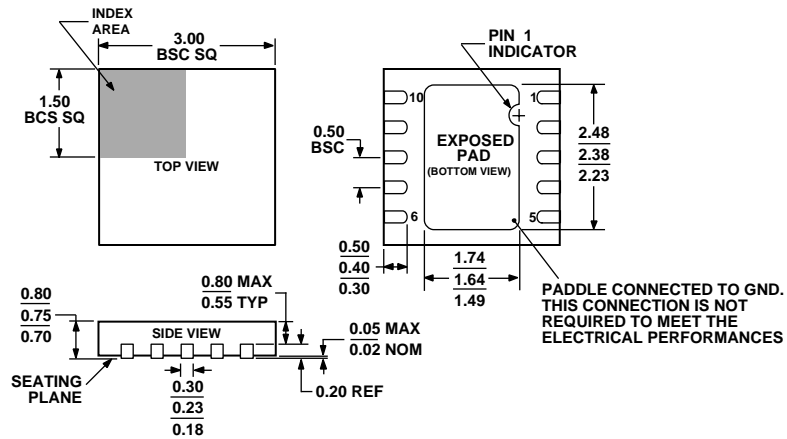 INDEX
AREA
3.00
BSC SQ
1.50
BCS SQ
TOP VIEW
PIN 1
INDICATOR
10
1
0.50
BSC
EXPOSED
PAD
(BOTTOM VIEW)
2.48
2.38
2.23
6
5
0.50
0.40
0.30
1.74
1.64
1.49
PADDLE CONNECTED TO GND.
THIS CONNECTION IS NOT
REQUIRED TO MEET THE
ELECTRICAL PERFORMANCES
0.80
0.75
0.70
0.80 MAX
0.55 TYP
SIDE VIEW
0.05 MAX
0.02 NOM
SEATING
PLANE
0.30
0.23
0.18
0.20 REF